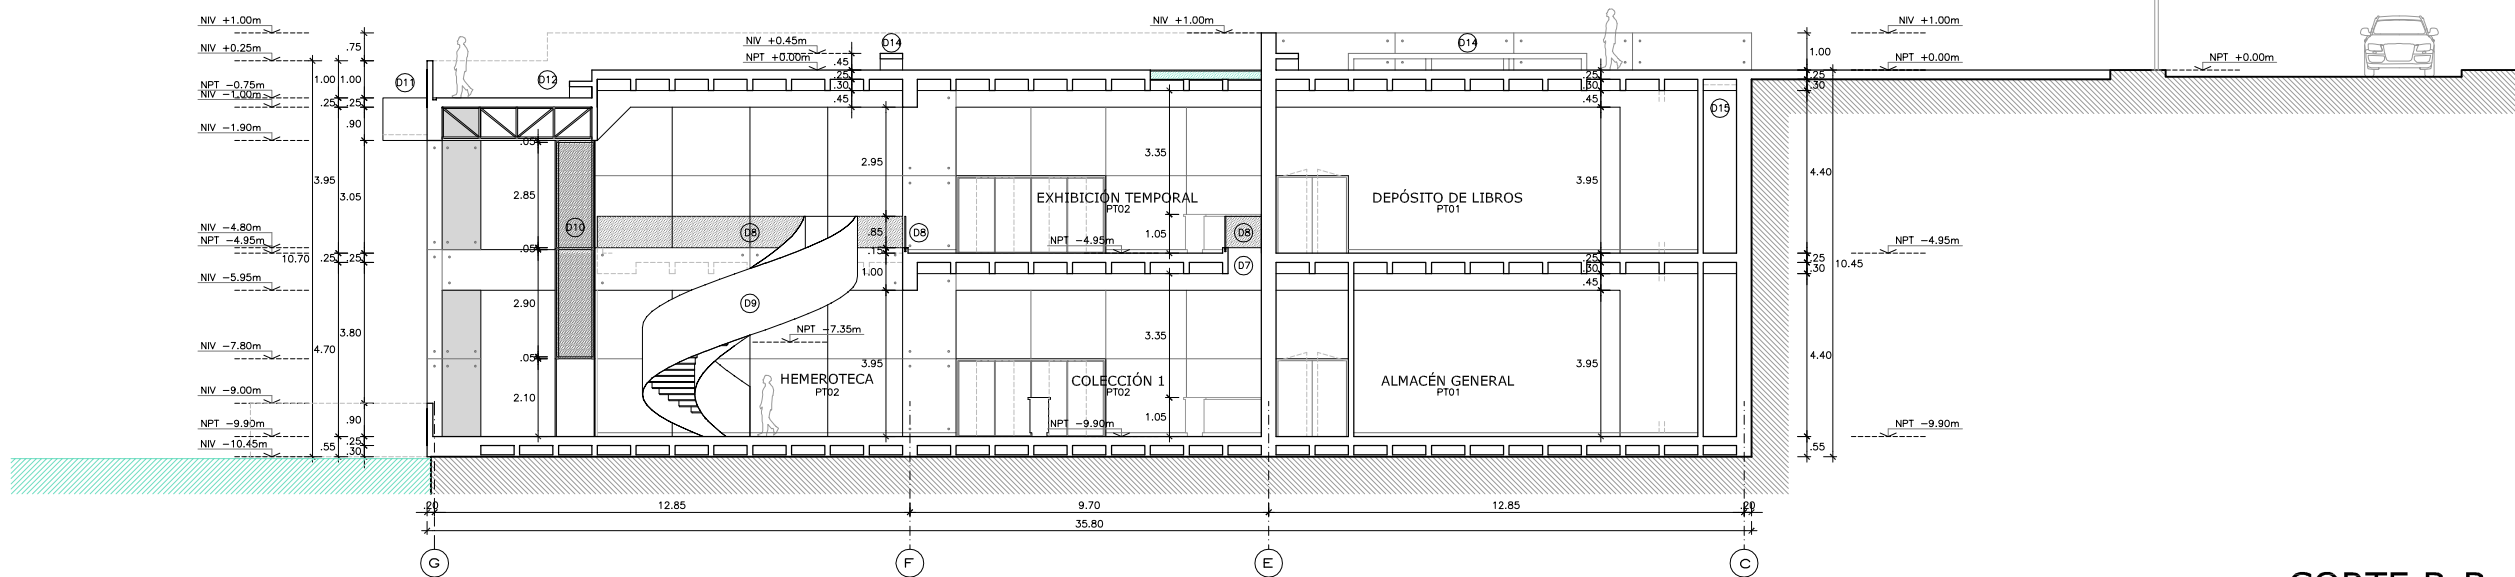 NIV +1.00m
NIV +0.25m
NPT -0.75m
NIV -1.00m
NIV -1.90m
NIV -4.80m
NPT -4.95m
NIV -5.95m
NIV -7.80m
NIV -9.00m
NPT -9.90m
NIV -10.45m
10.70
1.00
3.95
.25
4.70
.55
.75
1.00
.25
.90
3.05
.25
3.80
.90
.25
.30
D11
D12
NIV +0.45m
NPT +0.00m
.45
.25
.30
.45
D14
NIV +1.00m
D14
.05
2.85
.05
2.90
.05
2.10
D10
D8
D9
NPT -7.35m
HEMEROTECA
PT02
2.95
.85
.15
1.00
3.95
D8
EXHIBICIÓN TEMPORAL
PT02
NPT -4.95m
3.35
1.05
D8
D7
COLECCIÓN 1
PT02
NPT -9.90m
3.35
1.05
DEPÓSITO DE LIBROS
PT01
.25
.30
.45
3.95
ALMACÉN GENERAL
PT01
.25
.30
.45
3.95
D15
1.00
.25
.30
4.40
.25
.30
4.40
.55
10.45
NIV +1.00m
NPT +0.00m
NPT -4.95m
NPT -9.90m
NPT +0.00m
.20
12.85
9.70
12.85
.20
35.80
G
F
E
C
CORTE B-B